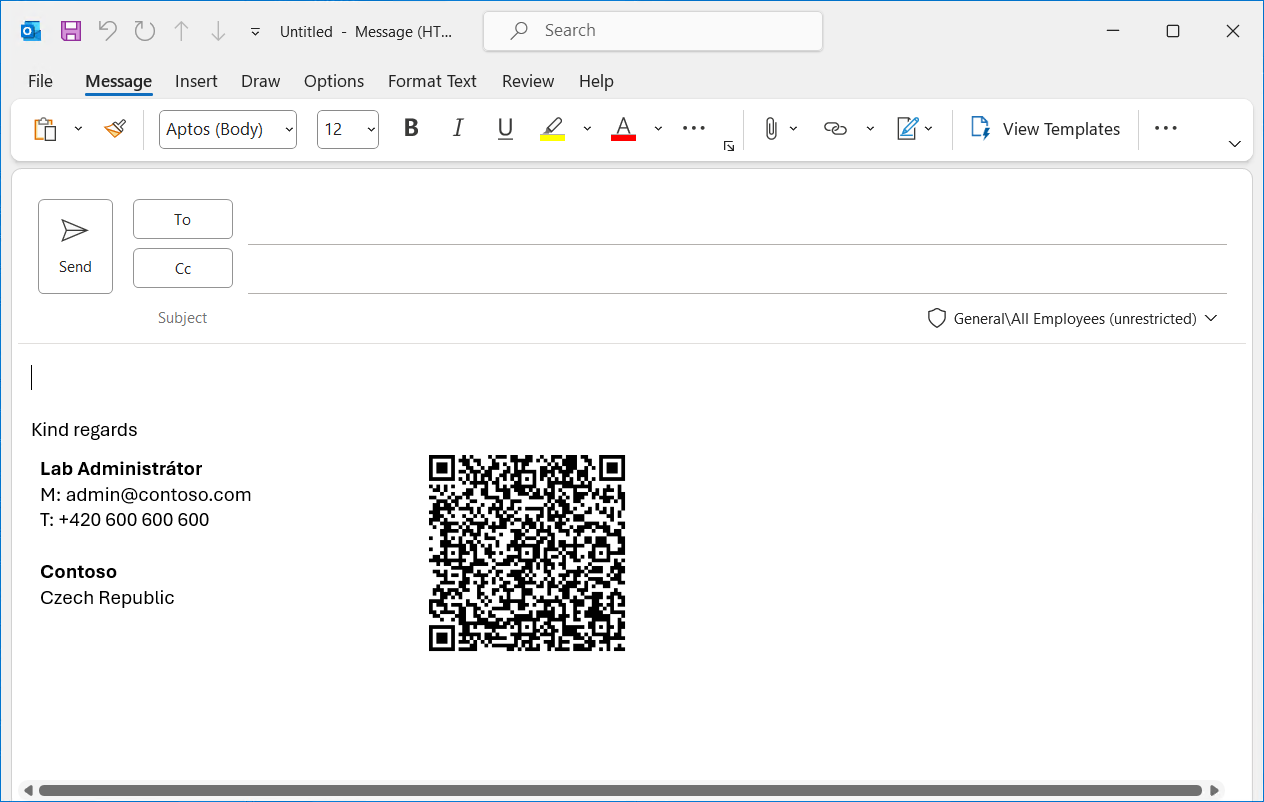 Untitled - Message (HT...
Search
File Message Insert Draw Options Format Text Review Help
Aptos (Body) 12 B I U A View Templates
Send
To
Cc
Subject
General\All Employees (unrestricted)
Kind regards
Lab Administrátor
M: admin@contoso.com
T: +420 600 600 600
Contoso
Czech Republic